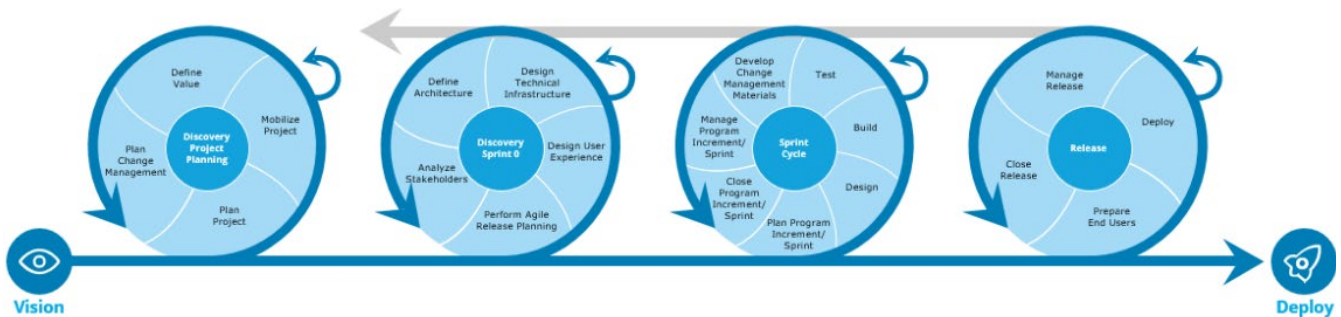 Define
Value
Mobilize
Project
Discovery
Project
Planning
Plan
Change
Management
Plan
Project
Define
Architecture
Design
Technical
Infrastructure
Discovery
Sprint 0
Design User
Experience
Analyze
Stakeholders
Perform Agile
Release Planning
Develop
Change
Management
Materials
Test
Manage
Program
Increment/
Sprint
Build
Sprint
Cycle
Close
Program
Increment/
Sprint
Design
Plan Program
Increment/
Sprint
Manage
Release
Deploy
Release
Close
Release
Prepare
End Users
Vision
Deploy